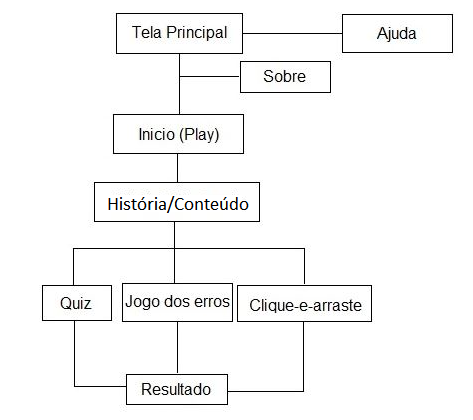 Tela Principal
Ajuda
Sobre
Inicio (Play)
História/Conteúdo
Quiz
Jogo dos erros
Clique-e-arraste
Resultado